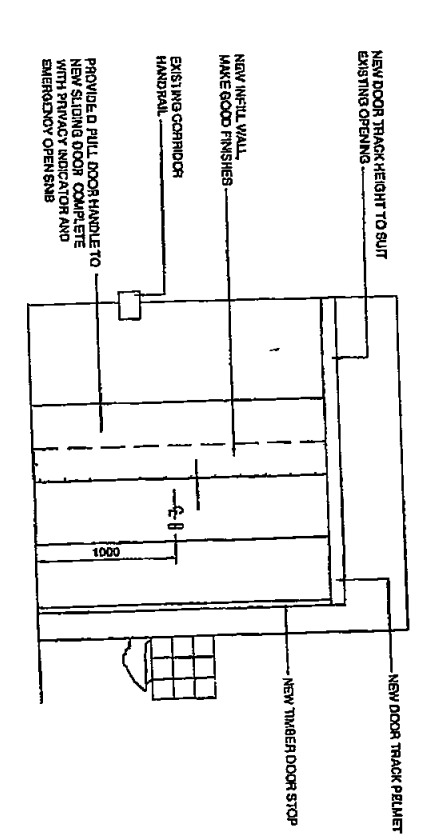 NEW DOOR TRACK HEIGHT TO SUIT
EXISTING OPENING
NEW INFILL WALL,
MAKE GOOD FINISHES
EXISTING CORRIDOR
HANDRAIL
PROVIDED PULL DOOR HANDLE TO
NEW SLIDING DOOR COMPLETE
WITH PRIVACY INDICATOR AND
EMERGENCY OPEN SNIB
1000
NEW DOOR TRACK PELMET
NEW TIMBER DOOR STOP